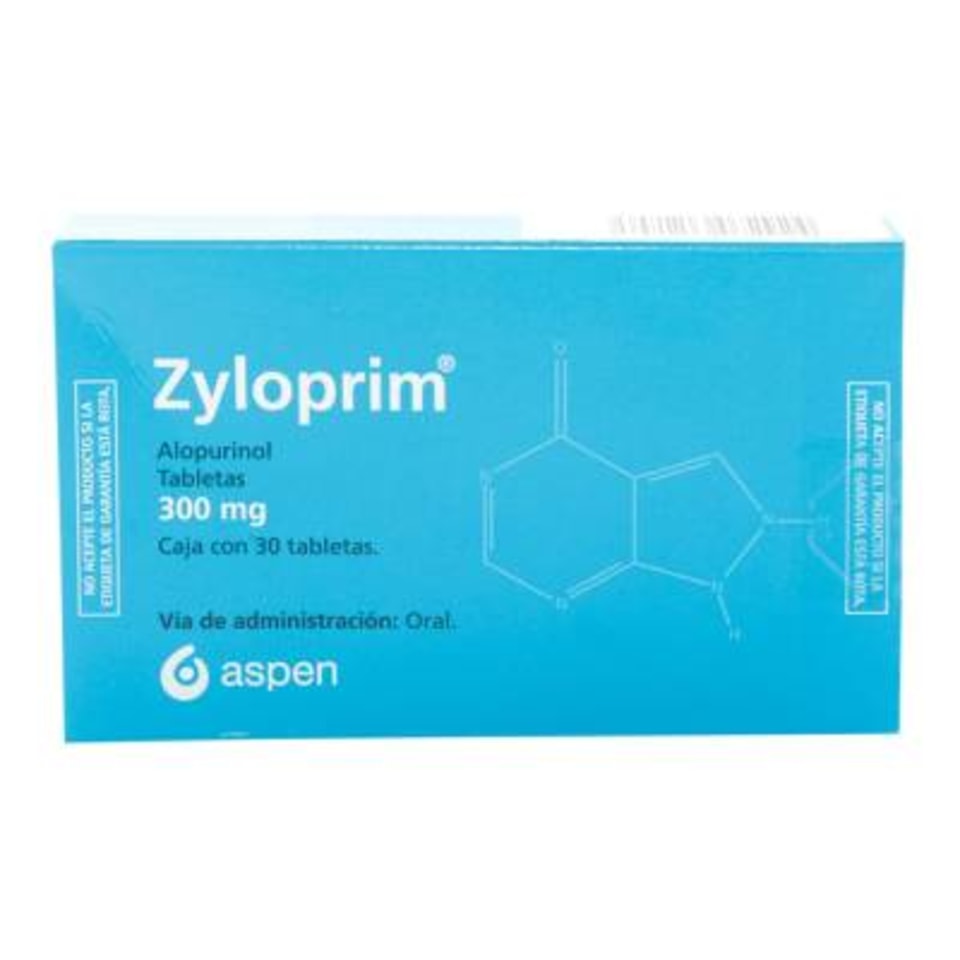 Zyloprim®
Alopurinol
Tabletas
300 mg
Caja con 30 tabletas.
Vía de administración: Oral.
aspen
NO ACEPTE EL PRODUCTO SI LA
ETIQUETA DE GARANTÍA ESTÁ ROTA.
NO ACEPTE EL PRODUCTO SI LA
ETIQUETA DE GARANTÍA ESTÁ ROTA.